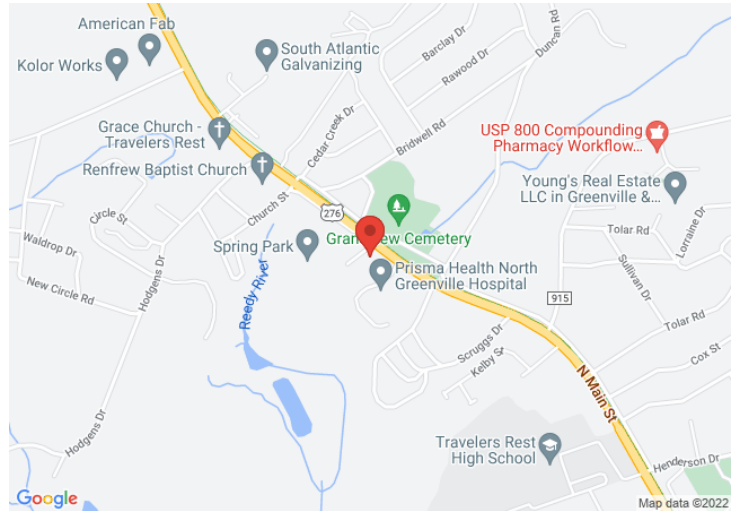 American Fab
Kolor Works
South Atlantic
Galvanizing
Barclay Dr
Rawood Dr
Duncan Rd
Grace Church -
Travelers Rest
Cedar Creek Dr
Bridwell Rd
USP 800 Compounding
Pharmacy Workflow...
Renfrew Baptist Church
Young's Real Estate
LLC in Greenville &...
Church St
276
Circle St
Waldrop Dr
Spring Park
Cemetery
Tolar Rd
Lorraine Dr
New Circle Rd
Hodgens Dr
Reedy River
Prisma Health North
Greenville Hospital
Sullivan Dr
915
Tolar Rd
Scruggs Dr
Kelby St
Cox St
N Main St
Hodgens Dr
Travelers Rest
High School
Henderson Dr
Google
Map data ©2022